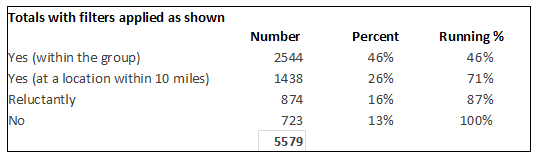 Totals with filters applied as shown
Number Percent Running %
Yes (within the group) 2544 46% 46%
Yes (at a location within 10 miles) 1438 26% 71%
Reluctantly 874 16% 87%
No 723 13% 100%
5579